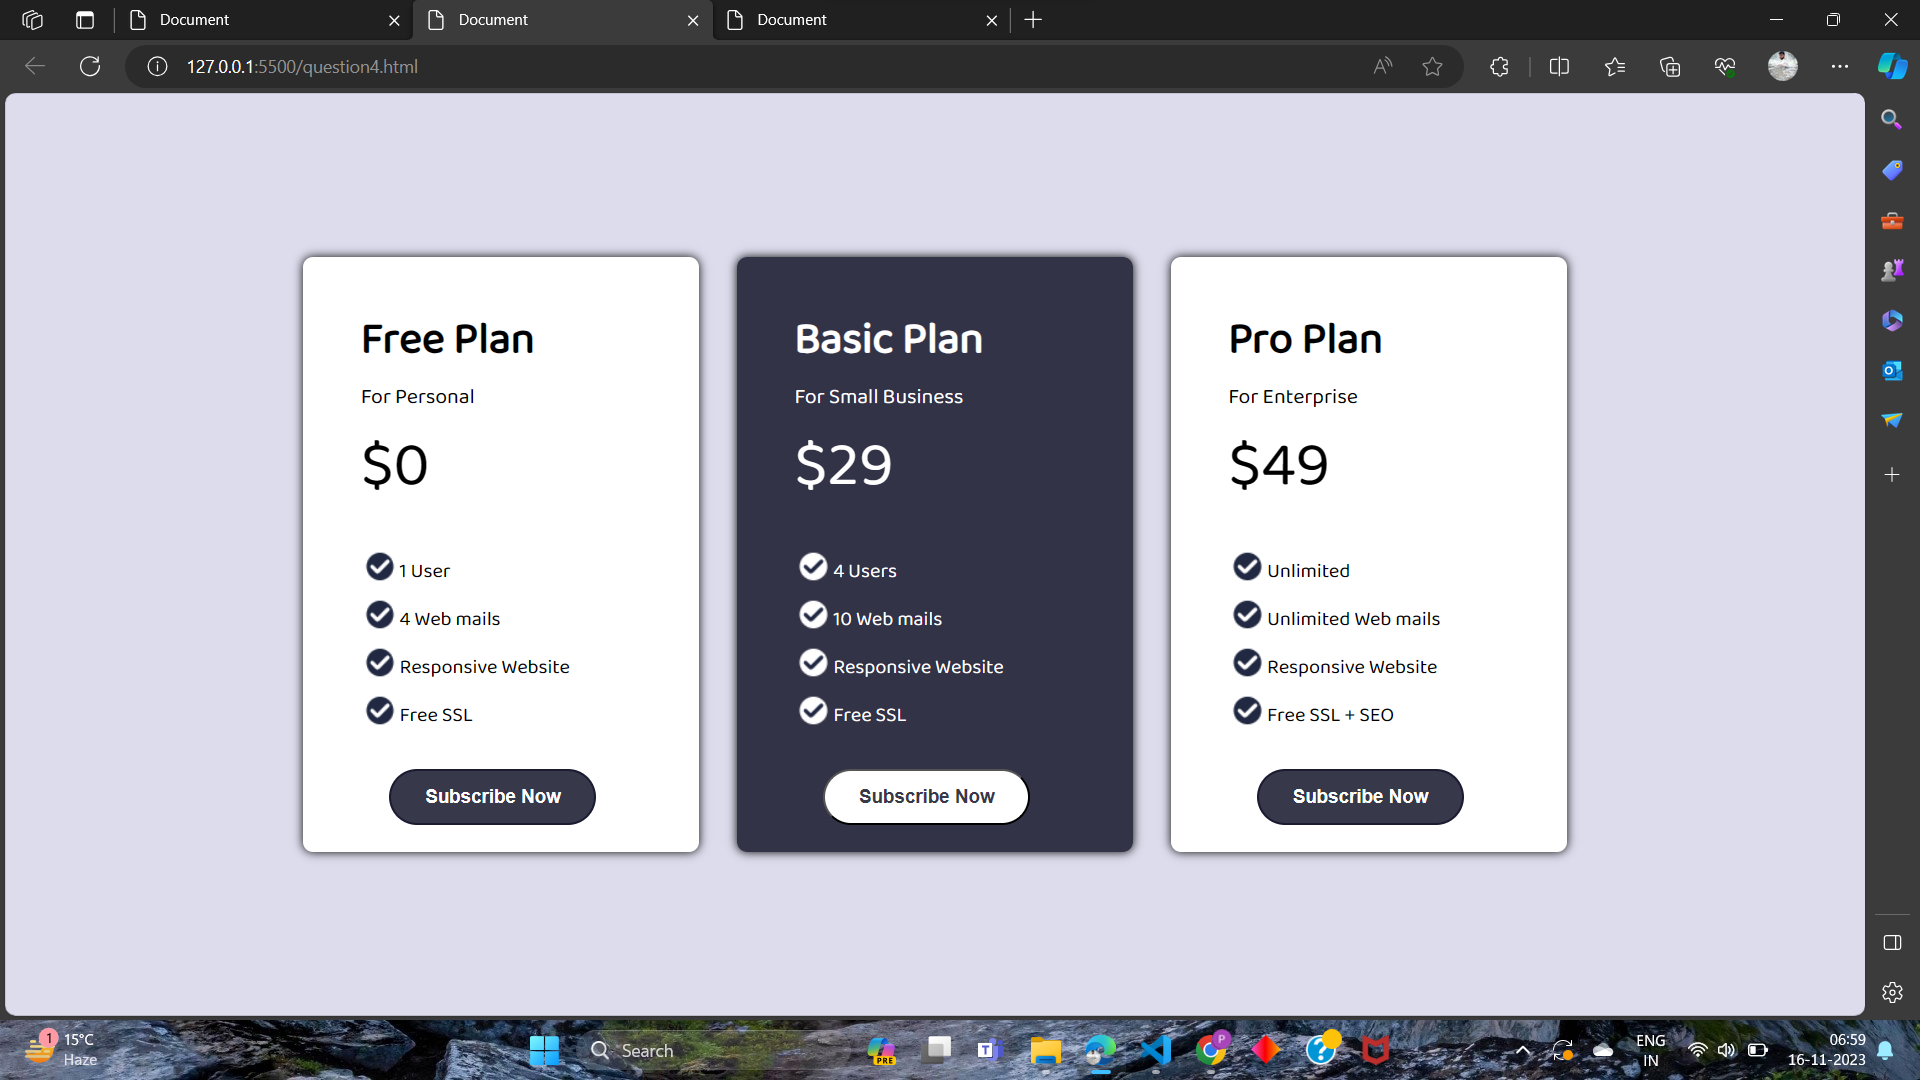 Document
Document
Document
127.0.0.1:5500/question4.html
Free Plan
For Personal
$0
1 User
4 Web mails
Responsive Website
Free SSL
Subscribe Now
Basic Plan
For Small Business
$29
4 Users
10 Web mails
Responsive Website
Free SSL
Subscribe Now
Pro Plan
For Enterprise
$49
Unlimited
Unlimited Web mails
Responsive Website
Free SSL + SEO
Subscribe Now
1
15°C
Haze
Search
PRE
P
ENG
IN
06:59
16-11-2023